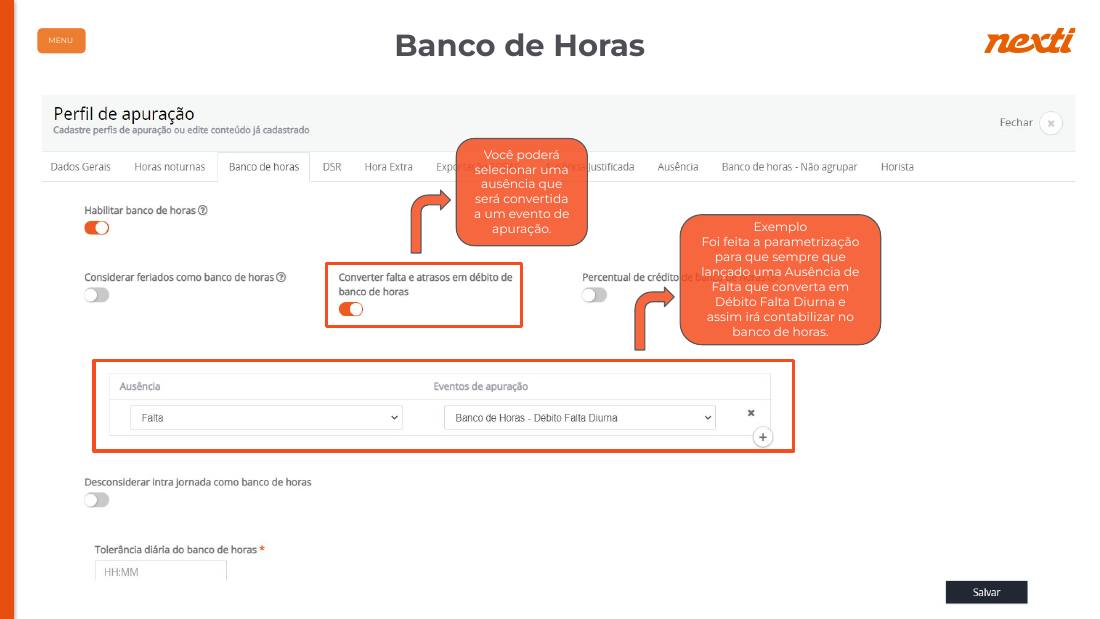 MENU
Banco de Horas
nexti
Perfil de apuração
Cadastre perfis de apuração ou edite conteúdo já cadastrado
Fechar
Dados Gerais
Horas noturnas
Banco de horas
DSR
Hora Extra
Justificada
Ausência
Banco de horas - Não agrupar
Horista
Você poderá
selecionar uma
ausência que
será convertida
a um evento de
apuração.
Habilitar banco de horas
Exemplo
Foi feita a parametrização
para que sempre que
lançado uma Ausência de
Falta que converta em
Débito Falta Diurna e
assim irá contabilizar no
banco de horas.
Considerar feriados como banco de horas
Converter falta e atrasos em débito de
banco de horas
Percentual de crédito
Ausência
Eventos de apuração
Falta
Banco de Horas - Débito Falta Diurna
Desconsiderar intra jornada como banco de horas
Tolerância diária do banco de horas *
HH:MM
Salvar